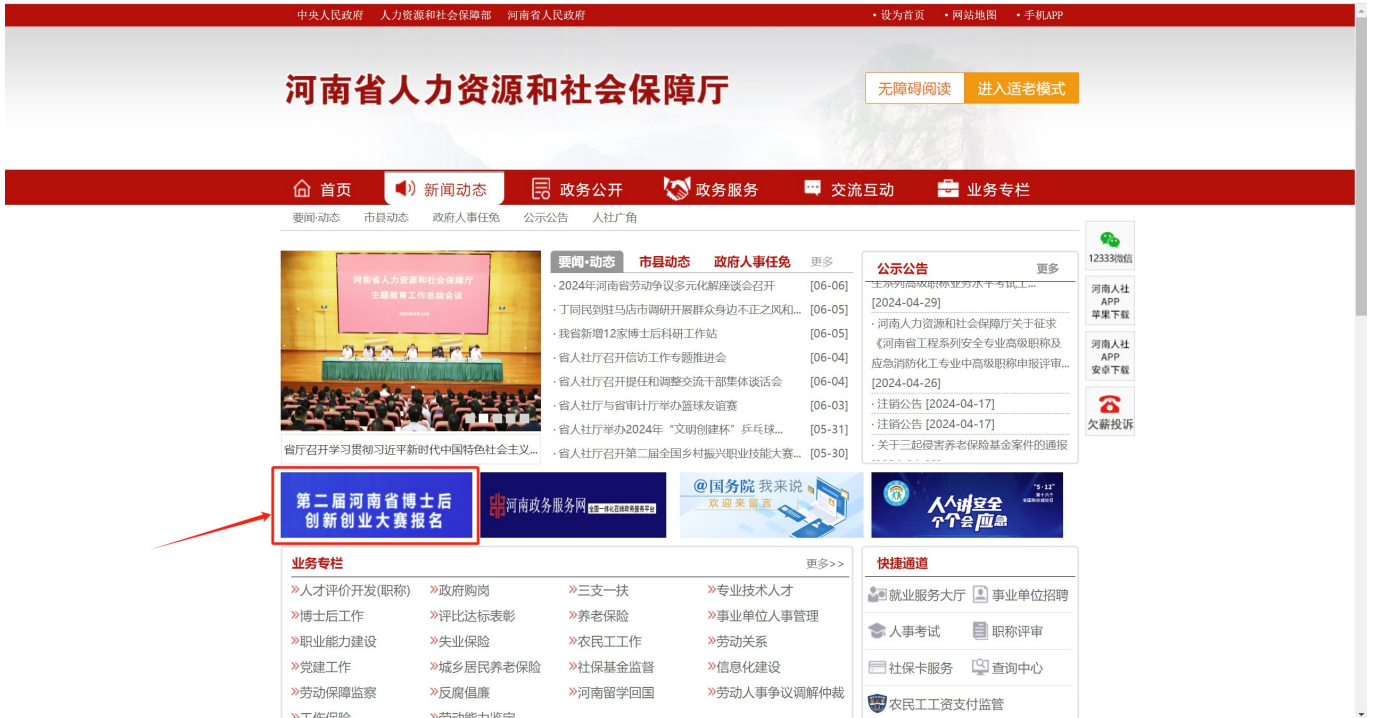 中央人民政府 人力资源和社会保障部 河南省人民政府
•设为首页 •网站地图 •手机APP
河南省人力资源和社会保障厅
无障碍阅读 进入适老模式
首页 新闻动态 政务公开 政务服务 交流互动 业务专栏
要闻·动态 市县动态 政府人事任免 公示公告 人社广角
河南省人力资源和社会保障厅
主题教育工作总结会议
省厅召开学习贯彻习近平新时代中国特色社会主义...
要闻•动态 市县动态 政府人事任免 更多
·2024年河南省劳动争议多元化解座谈会召开 [06-06]
·丁同民到驻马店市调研开展群众身边不正之风和... [06-05]
·我省新增12家博士后科研工作站 [06-05]
·省人社厅召开信访工作专题推进会 [06-04]
·省人社厅召开提任和调整交流干部集体谈话会 [06-04]
·省人社厅与省审计厅举办篮球友谊赛 [06-03]
·省人社厅举办2024年“文明创建杯”乒乓球... [05-31]
·省人社厅召开第二届全国乡村振兴职业技能大赛... [05-30]
公示公告 更多
[2024-04-29]
·河南人力资源和社会保障厅关于征求
《河南省工程系列安全专业高级职称及
应急消防化工专业中高级职称申报评审...
[2024-04-26]
·注销公告 [2024-04-17]
·注销公告 [2024-04-17]
·关于三起侵害养老保险基金案件的通报
12333微信
河南人社
APP
苹果下载
河南人社
APP
安卓下载
欠薪投诉
第二届河南省博士后
创新创业大赛报名
河南政务服务网 全国一体化在线政务服务平台
@国务院 我来说
欢迎来留言
人人讲安全
个个会应急
"5·12"
业务专栏 更多>>
»人才评价开发(职称) »政府购岗 »三支一扶 »专业技术人才
»博士后工作 »评比达标表彰 »养老保险 »事业单位人事管理
»职业能力建设 »失业保险 »农民工工作 »劳动关系
»党建工作 »城乡居民养老保险 »社保基金监督 »信息化建设
»劳动保障监察 »反腐倡廉 »河南留学回国 »劳动人事争议调解仲裁
»工伤保险 »劳动能力鉴定
快捷通道
就业服务大厅 事业单位招聘
人事考试 职称评审
社保卡服务 查询中心
农民工工资支付监管